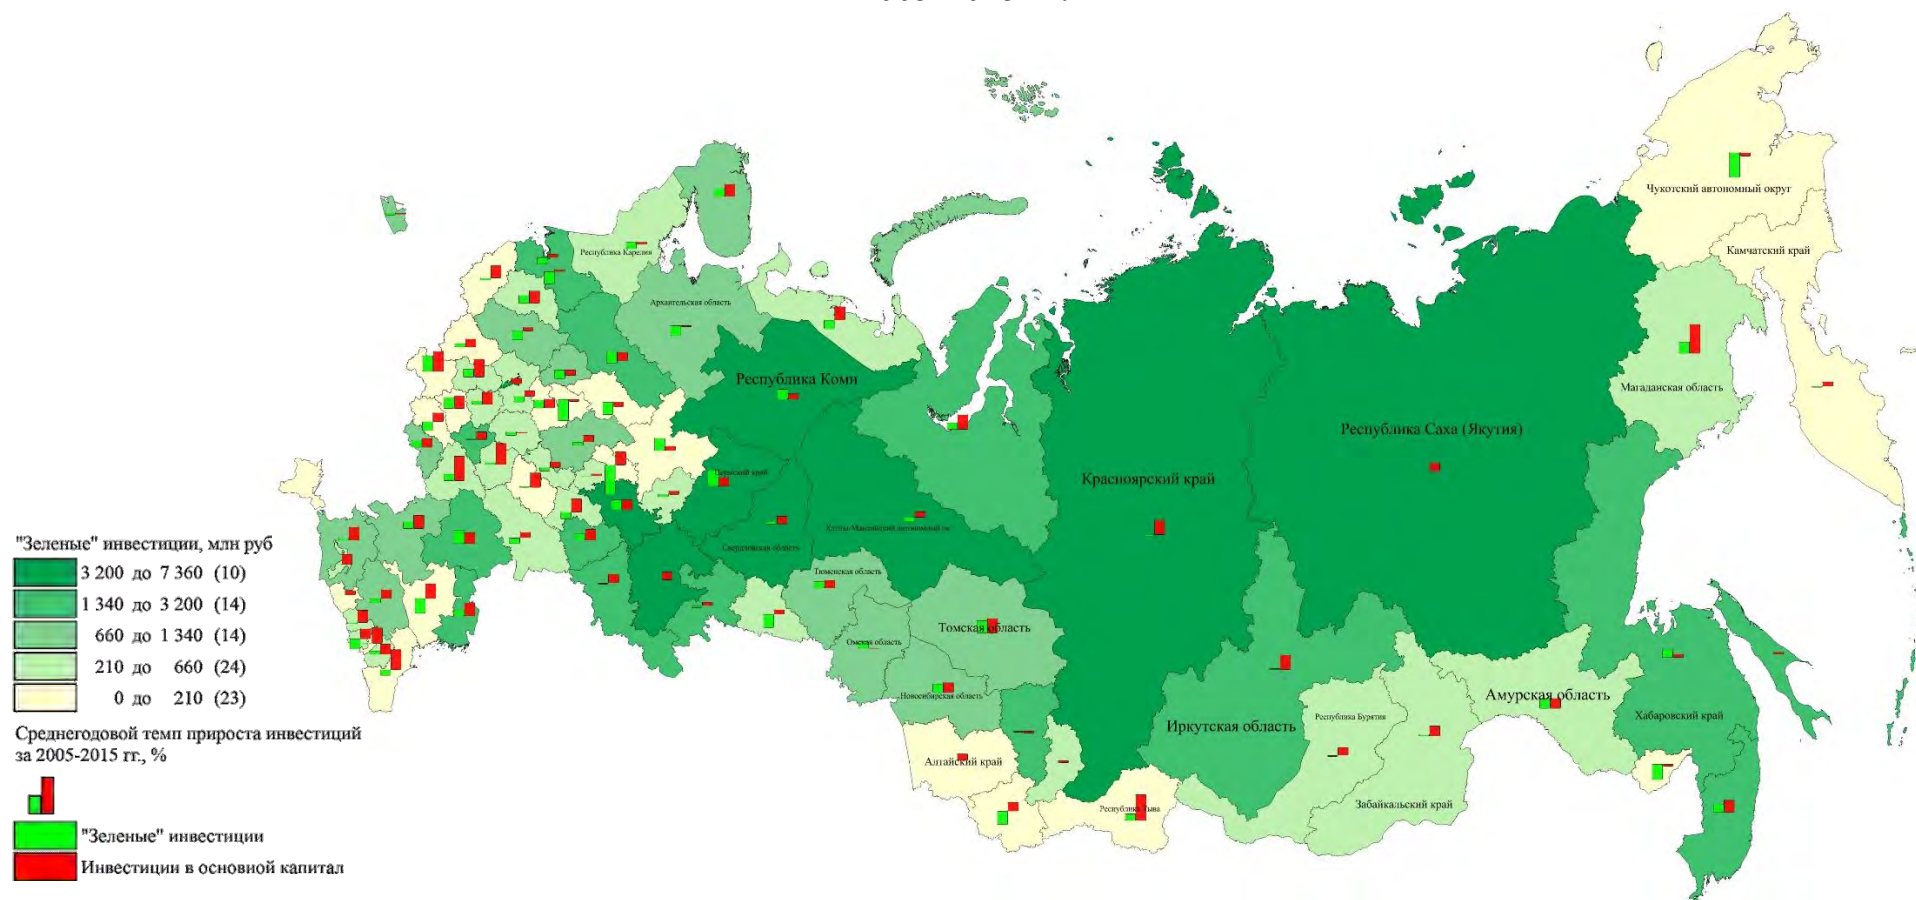 Чукотский автономный округ
Камчатский край
Республика Карелия
Архангельская область
Республика Коми
Магаданская область
Республика Саха (Якутия)
Красноярский край
Пермский край
Ханты-Мансийский автономный ок
Свердловская область
Тюменская область
"Зеленые" инвестиции, млн руб
3 200 до 7 360 (10)
1 340 до 3 200 (14)
660 до 1 340 (14)
210 до 660 (24)
0 до 210 (23)
Томская область
Омская область
Новосибирская область
Амурская область
Республика Бурятия
Хабаровский край
Иркутская область
Среднегодовой темп прироста инвестиций
за 2005-2015 гг., %
Алтайский край
Забайкальский край
Республика Тыва
"Зеленые" инвестиции
Инвестиции в основной капитал